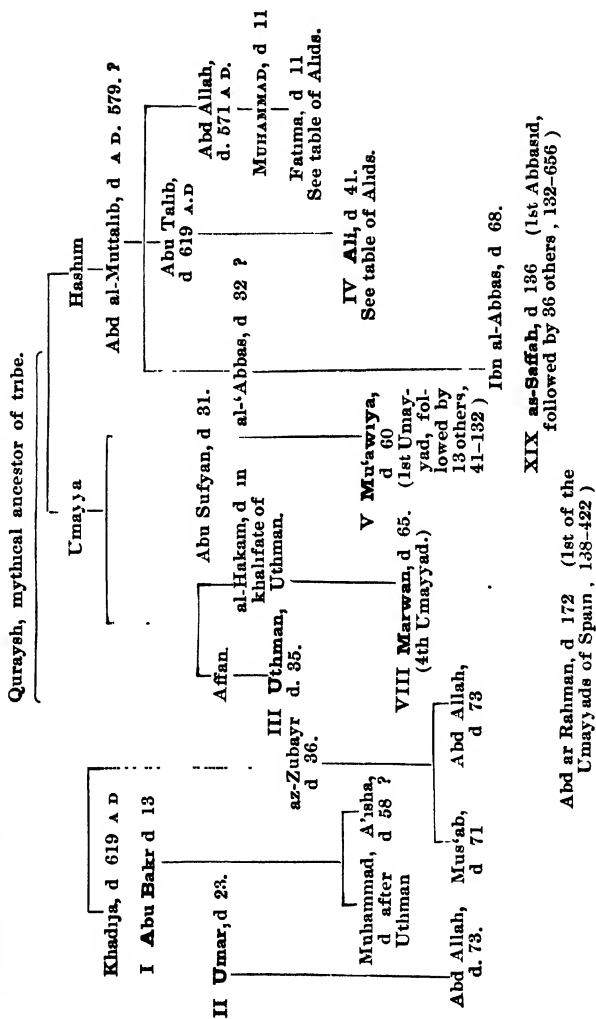 Quraysh, mythical ancestor of tribe.
Umayya
Hashim
Khadija, d 619 A D
I Abu Bakr d 13
II Umar, d 23.
Affan.
Abu Sufyan, d 31.
Abd al-Muttalib, d A D. 579. ?
III Uthman,
d. 35.
al-Hakam, d in
khalifate of
Uthman.
al-‘Abbas, d 32 ?
Abu Talib,
d 619 A.D
Abd Allah,
d. 571 A D.
az-Zubayr
d 36.
MUHAMMAD, d 11
Muhammad,
d after
Uthman
A’isha,
d 58 ?
VIII Marwan, d 65.
(4th Umayyad.)
V Mu‘awiya,
d 60
(1st Umay-
yad, fol-
lowed by
13 others,
41–132 )
IV Ali, d 41.
See table of Alids.
Fatima, d 11
See table of Alids.
Abd Allah,
d. 73.
Mus‘ab,
d 71
Abd Allah,
d 73
Ibn al-Abbas, d 68.
Abd ar Rahman, d 172 (1st of the
Umayyads of Spain, 138–422 )
XIX as-Saffah, d 136 (1st Abbasid,
followed by 36 others, 132–656 )